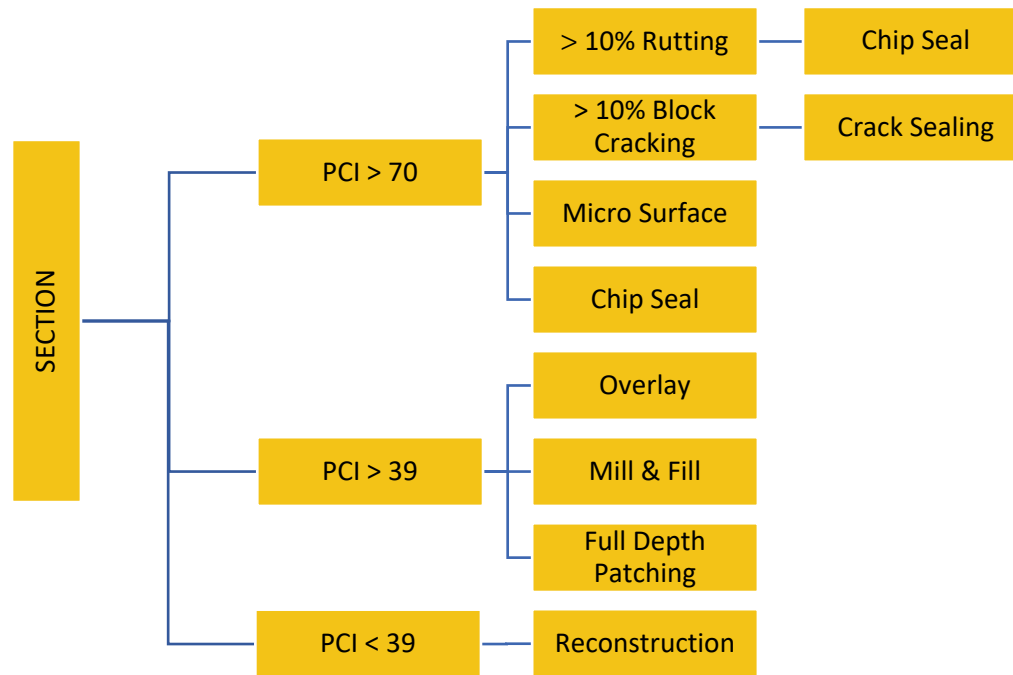 SECTION
PCI > 70
> 10% Rutting
Chip Seal
> 10% Block
Cracking
Crack Sealing
Micro Surface
Chip Seal
PCI > 39
Overlay
Mill & Fill
Full Depth
Patching
PCI < 39
Reconstruction